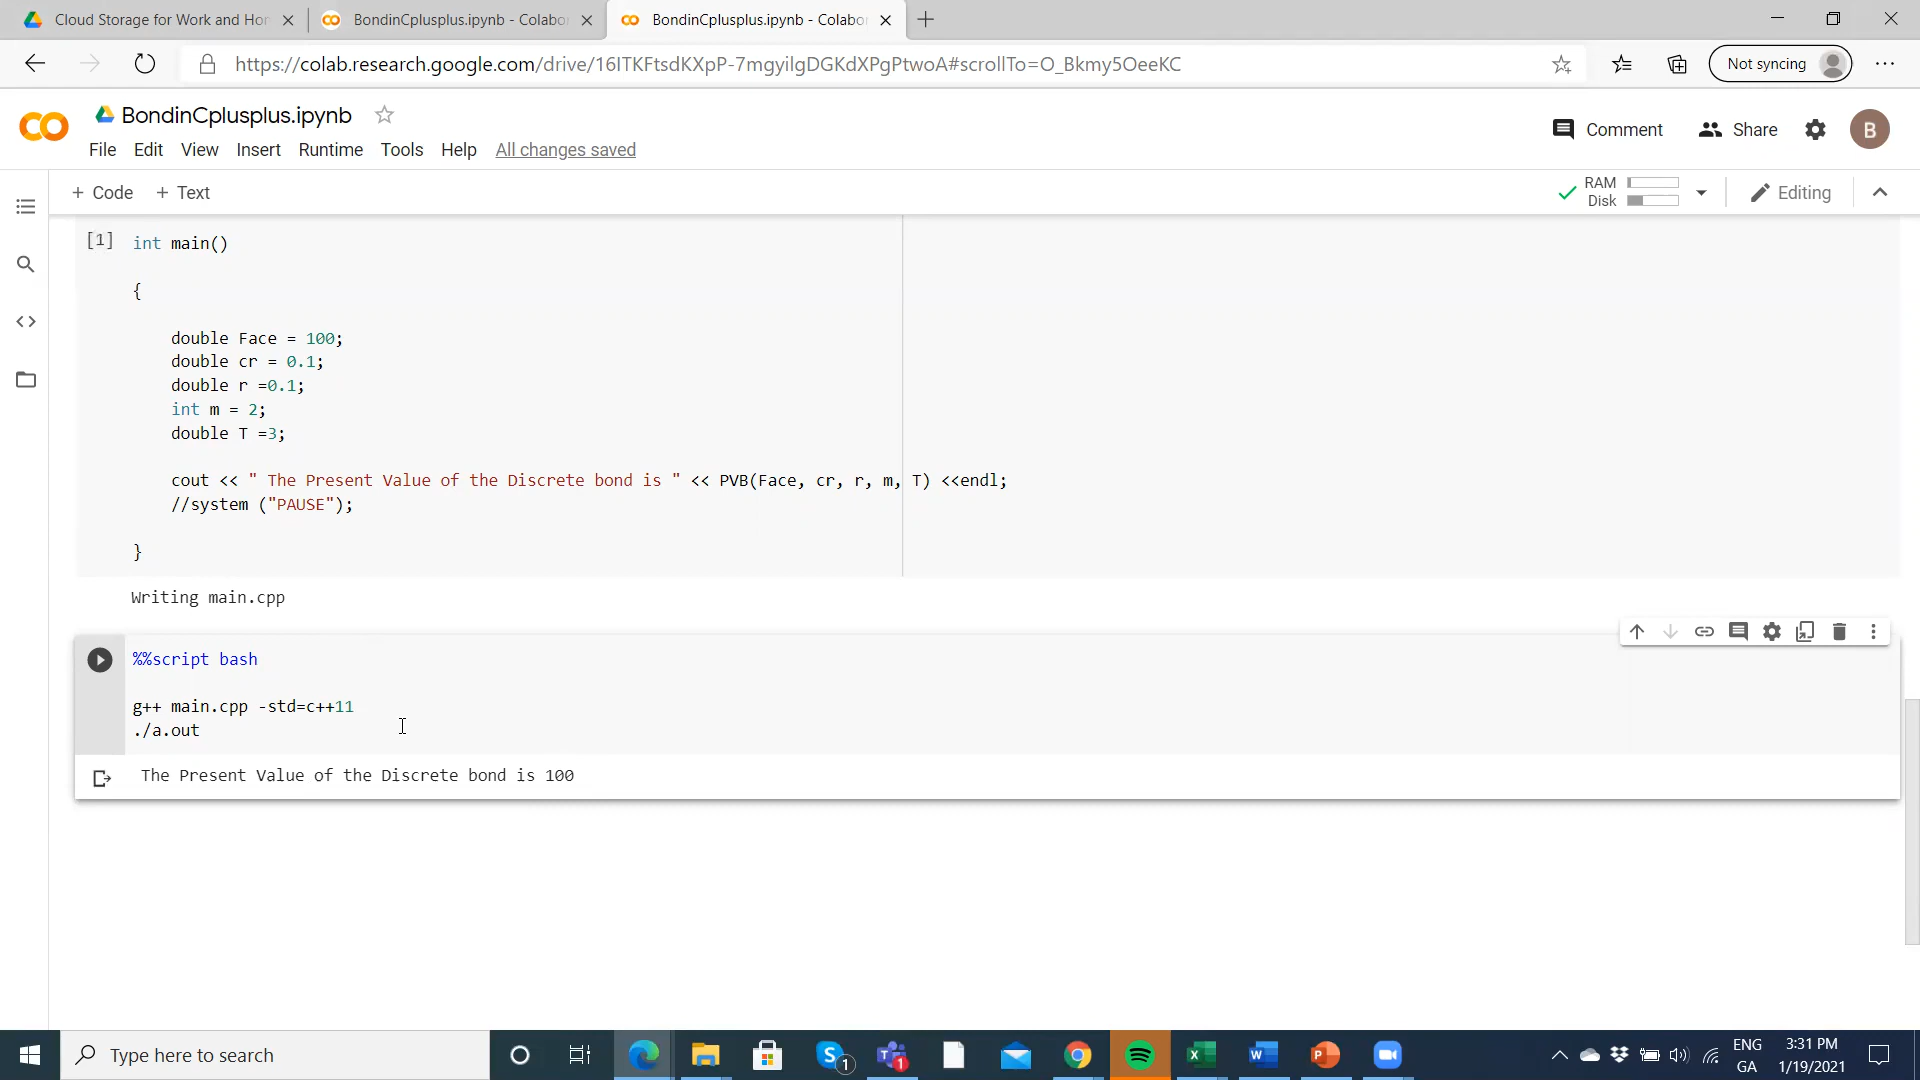 Cloud Storage for Work and Hor
BondinCplusplus.ipynb - Colabor
BondinCplusplus.ipynb - Colabor
https://colab.research.google.com/drive/16ITKFtsdKXpP-7mgyilgDGKdXPgPtwoA#scrollTo=O_Bkmy5OeeKC
Not syncing
BondinCplusplus.ipynb
Comment
Share
B
File Edit View Insert Runtime Tools Help All changes saved
+ Code + Text
RAM
Disk
Editing
[1] int main()
{
double Face = 100;
double cr = 0.1;
double r =0.1;
int m = 2;
double T =3;
cout << " The Present Value of the Discrete bond is " << PVB(Face, cr, r, m, T) <<endl;
//system ("PAUSE");
}
Writing main.cpp
%%script bash
g++ main.cpp -std=c++11
./a.out
The Present Value of the Discrete bond is 100
Type here to search
1
1
ENG
GA
3:31 PM
1/19/2021